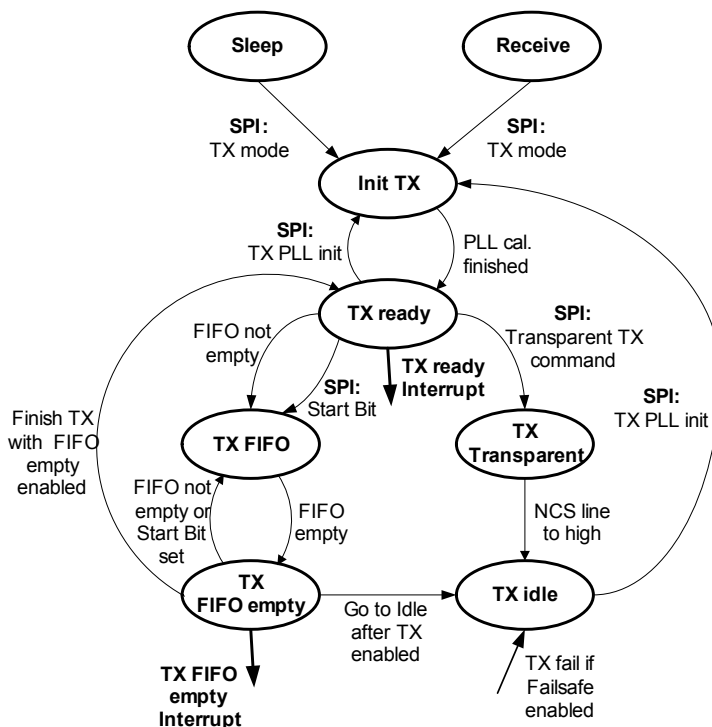 Sleep
Receive
SPI:
TX mode
SPI:
TX mode
Init TX
SPI:
TX PLL init
PLL cal.
finished
TX ready
FIFO not
empty
SPI:
Start Bit
TX ready
Interrupt
SPI:
Transparent TX
command
SPI:
TX PLL init
Finish TX
with FIFO
empty
enabled
TX FIFO
TX
Transparent
FIFO not
empty or
Start Bit
set
FIFO
empty
NCS line
to high
TX
FIFO empty
Go to Idle
after TX
enabled
TX idle
TX FIFO
empty
Interrupt
TX fail if
Failsafe
enabled